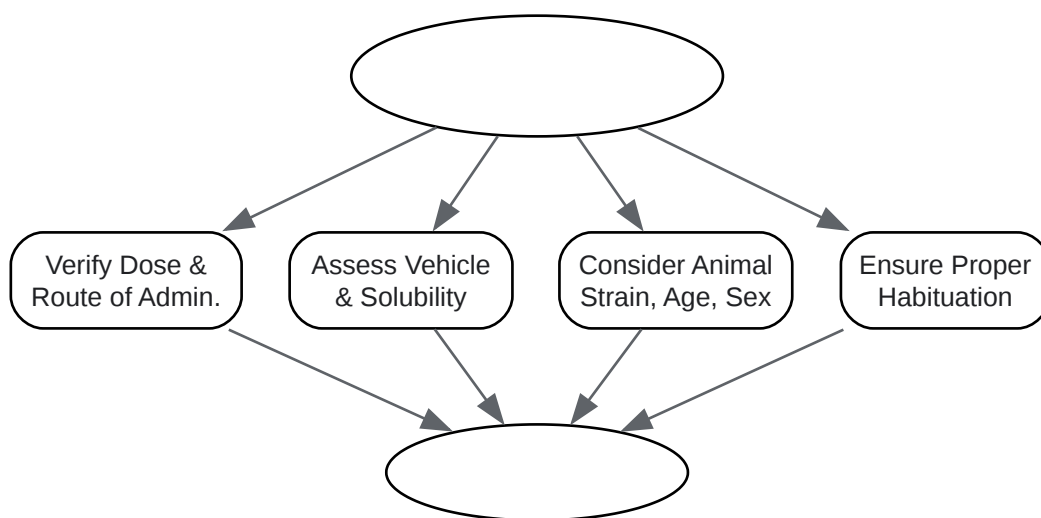 Verify Dose &
Route of Admin.
Assess Vehicle
& Solubility
Consider Animal
Strain, Age, Sex
Ensure Proper
Habituation